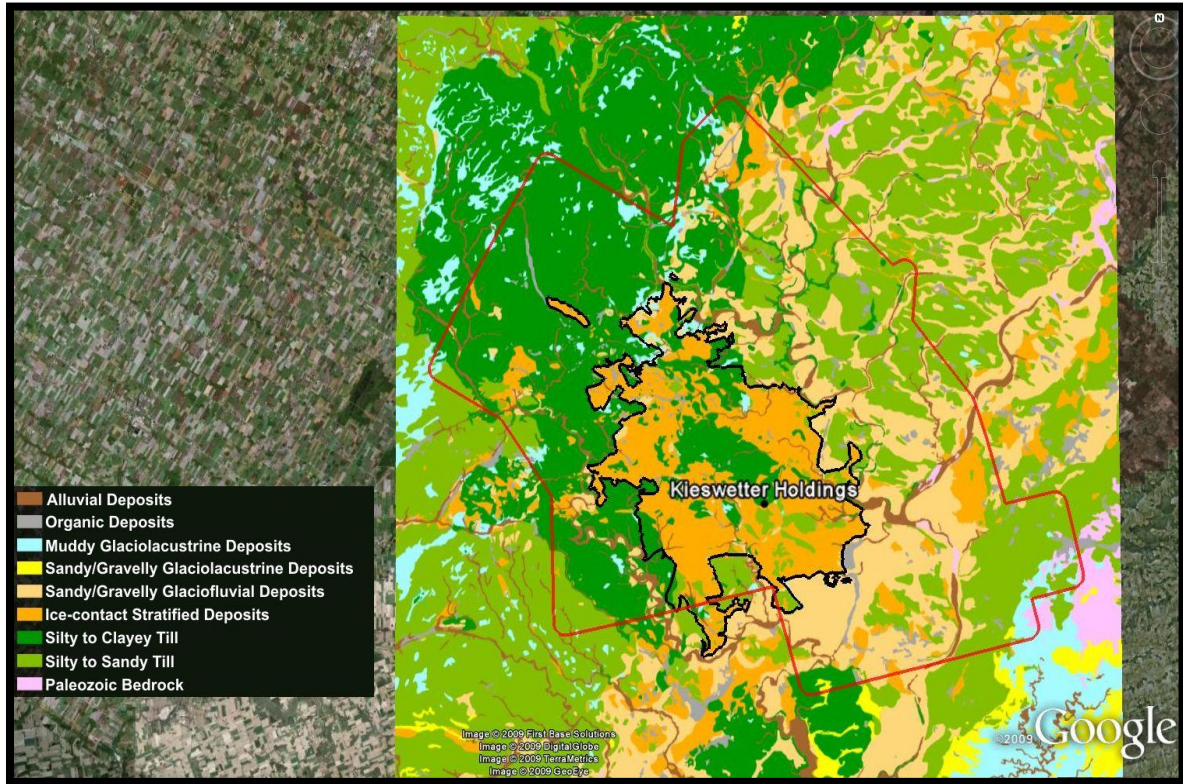 N
Kieswetter Holdings
Alluvial Deposits
Organic Deposits
Muddy Glaciolacustrine Deposits
Sandy/Gravelly Glaciolacustrine Deposits
Sandy/Gravelly Glaciofluvial Deposits
Ice-contact Stratified Deposits
Silty to Clayey Till
Silty to Sandy Till
Paleozoic Bedrock
Image © 2009 First Base Solutions
Image © 2009 DigitalGlobe
Image © 2009 TerraMetrics
Image © 2009 GeoEye
©2009 Google